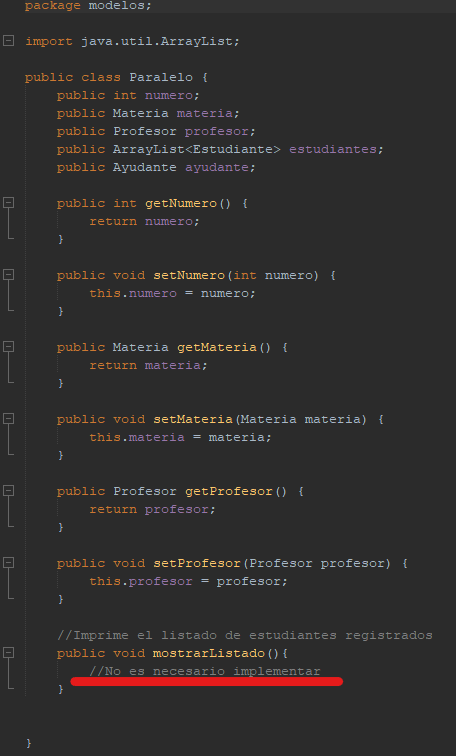 package modelos;
import java.util.ArrayList;
public class Paralelo {
public int numero;
public Materia materia;
public Profesor profesor;
public ArrayList<Estudiante> estudiantes;
public Ayudante ayudante;
public int getNumero() {
return numero;
}
public void setNumero(int numero) {
this.numero = numero;
}
public Materia getMateria() {
return materia;
}
public void setMateria(Materia materia) {
this.materia = materia;
}
public Profesor getProfesor() {
return profesor;
}
public void setProfesor(Profesor profesor) {
this.profesor = profesor;
}
//Imprime el listado de estudiantes registrados
public void mostrarListado(){
//No es necesario implementar
}
}